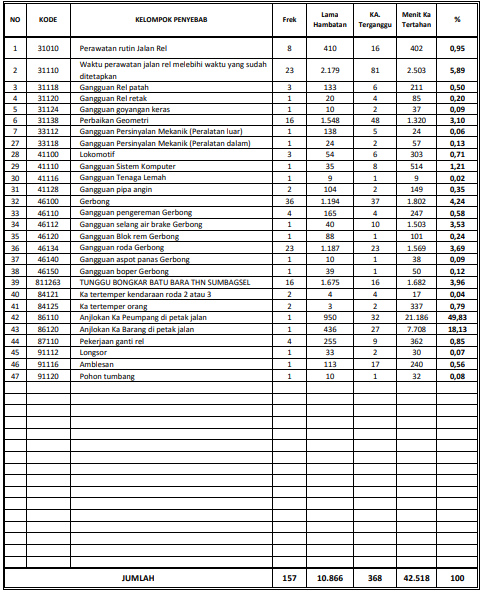 NO KODE KELOMPOK PENYEBAB Frek Lama Hambatan KA. Terganggu Menit Ka Tertahan %
1 31010 Perawatan rutin Jalan Rel 8 410 16 402 0,95
2 31110 Waktu perawatan jalan rel melebihi waktu yang sudah ditetapkan 23 2.179 81 2.503 5,89
3 31118 Gangguan Rel patah 3 133 6 211 0,50
4 31120 Gangguan Rel retak 1 20 4 85 0,20
5 31124 Gangguan goyangan keras 1 10 2 37 0,09
6 31138 Perbaikan Geometri 16 1.548 48 1.320 3,10
7 33112 Gangguan Persinyalan Mekanik (Peralatan luar) 1 138 5 24 0,06
27 33118 Gangguan Persinyalan Mekanik (Peralatan dalam) 1 24 2 57 0,13
28 41100 Lokomotif 3 54 6 303 0,71
29 41110 Gangguan Sistem Komputer 1 35 8 514 1,21
30 41116 Gangguan Tenaga Lemah 1 9 1 9 0,02
31 41128 Gangguan pipa angin 2 104 2 149 0,35
32 46100 Gerbong 36 1.194 37 1.802 4,24
33 46110 Gangguan pengereman Gerbong 4 165 4 247 0,58
34 46112 Gangguan selang air brake Gerbong 1 40 10 1.503 3,53
35 46120 Gangguan Blok rem Gerbong 1 88 1 101 0,24
36 46134 Gangguan roda Gerbong 23 1.187 23 1.569 3,69
37 46140 Gangguan aspot panas Gerbong 1 10 1 38 0,09
38 46150 Gangguan boper Gerbong 1 39 1 50 0,12
39 811263 TUNGGU BONGKAR BATU BARA THN SUMBAGSEL 16 1.675 16 1.682 3,96
40 84121 Ka tertemper kendaraan roda 2 atau 3 2 4 4 17 0,04
41 84125 Ka tertemper orang 2 3 2 337 0,79
42 86110 Anjlokan Ka Peumpang di petak jalan 1 950 32 21.186 49,83
43 86120 Anjlokan Ka Barang di petak jalan 1 436 27 7.708 18,13
44 87110 Pekerjaan ganti rel 4 255 9 362 0,85
45 91112 Longsor 1 33 2 30 0,07
46 91116 Amblesan 1 113 17 240 0,56
47 91120 Pohon tumbang 1 10 1 32 0,08
JUMLAH 157 10.866 368 42.518 100